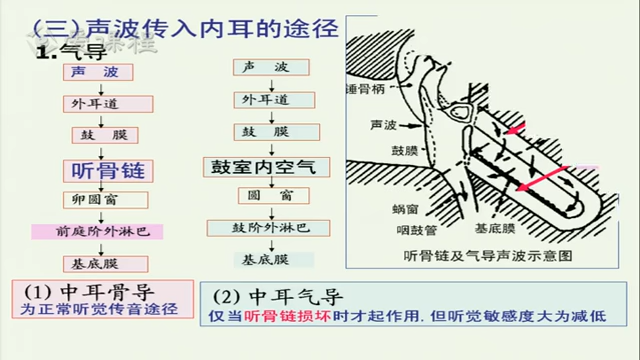 (三)声波传入内耳的途径
1.气导
声 波
外耳道
鼓 膜
听骨链
卵圆窗
前庭阶外淋巴
基底膜
(1) 中耳骨导
为正常听觉传音途径
声 波
外耳道
鼓 膜
鼓室内空气
圆 窗
鼓阶外淋巴
基底膜
(2) 中耳气导
仅当听骨链损坏时才起作用,但听觉敏感度大为减低
锤骨柄
声波
鼓膜
蜗窗
咽鼓管
基底膜
听骨链及气导声波示意图